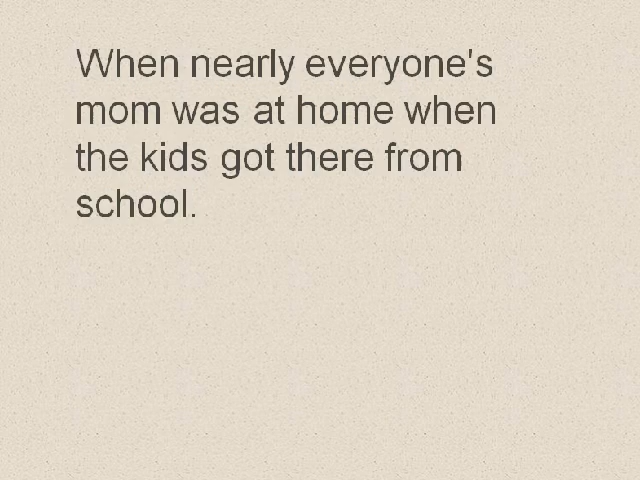 When nearly everyone's
mom was at home when
the kids got there from
school.